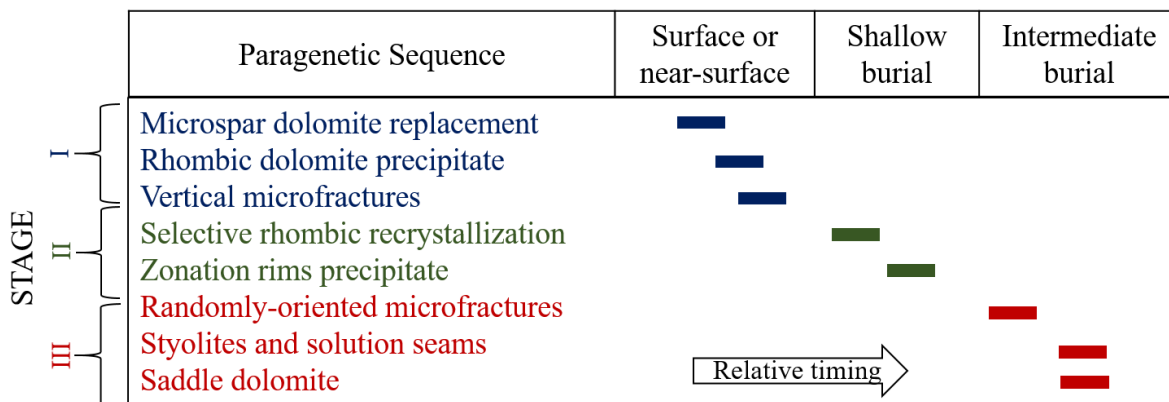 Paragenetic Sequence
Surface or
near-surface
Shallow
burial
Intermediate
burial
STAGE
I
Microspar dolomite replacement
Rhombic dolomite precipitate
Vertical microfractures
II
Selective rhombic recrystallization
Zonation rims precipitate
III
Randomly-oriented microfractures
Styolites and solution seams
Saddle dolomite
Relative timing